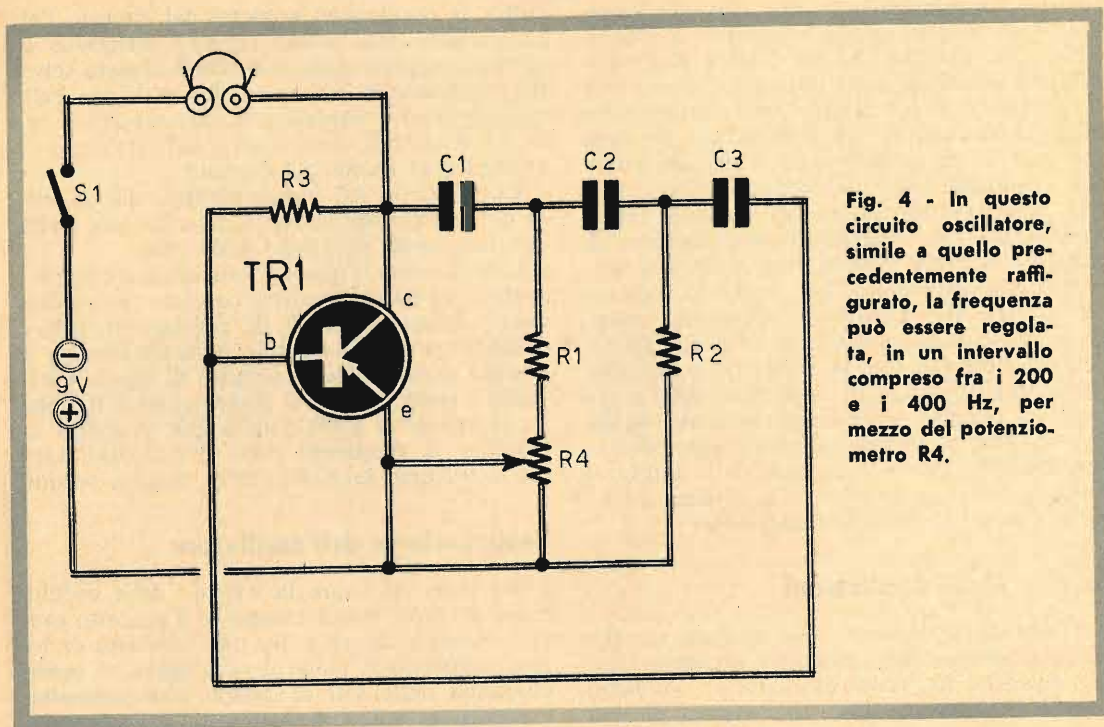 C1
C2
C3
R3
S1
TR1
c
b
e
R1
R2
R4
−
9V
+
Fig. 4 - In questo
circuito oscillatore,
simile a quello pre-
cedentemente raffi-
gurato, la frequenza
può essere regola-
ta, in un intervallo
compreso fra i 200
e i 400 Hz, per
mezzo del potenzio-
metro R4.